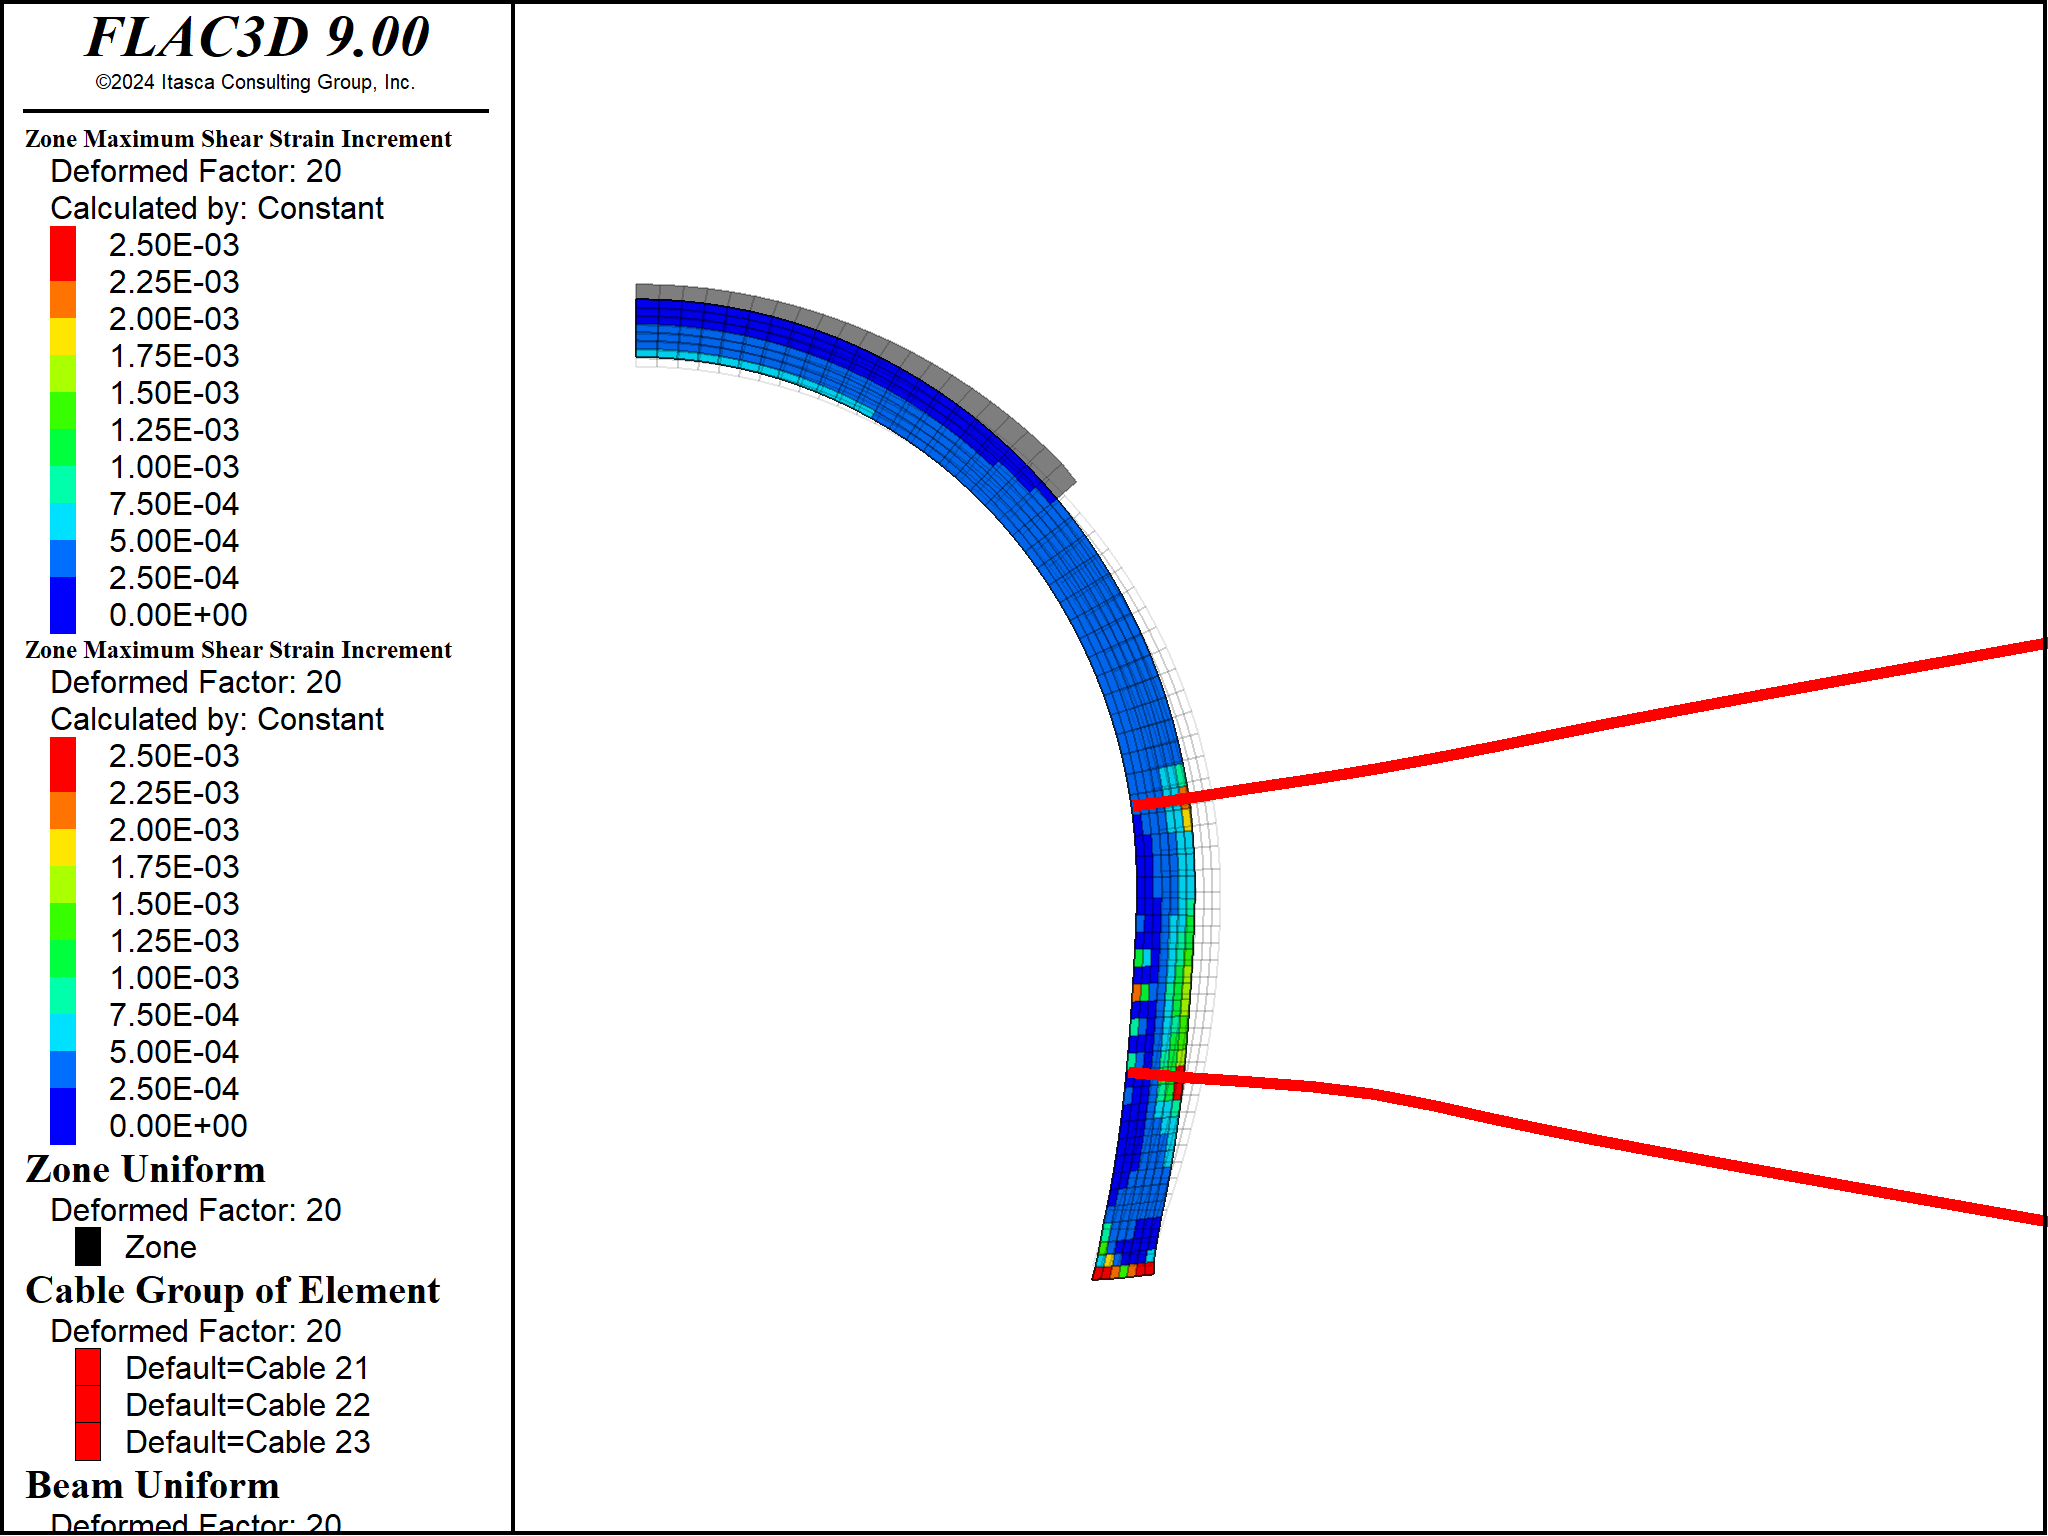 FLAC3D 9.00
©2024 Itasca Consulting Group, Inc.
Zone Maximum Shear Strain Increment
Deformed Factor: 20
Calculated by: Constant
2.50E-03
2.25E-03
2.00E-03
1.75E-03
1.50E-03
1.25E-03
1.00E-03
7.50E-04
5.00E-04
2.50E-04
0.00E+00
Zone Maximum Shear Strain Increment
Deformed Factor: 20
Calculated by: Constant
2.50E-03
2.25E-03
2.00E-03
1.75E-03
1.50E-03
1.25E-03
1.00E-03
7.50E-04
5.00E-04
2.50E-04
0.00E+00
Zone Uniform
Deformed Factor: 20
Zone
Cable Group of Element
Deformed Factor: 20
Default=Cable 21
Default=Cable 22
Default=Cable 23
Beam Uniform
Deformed Factor: 20